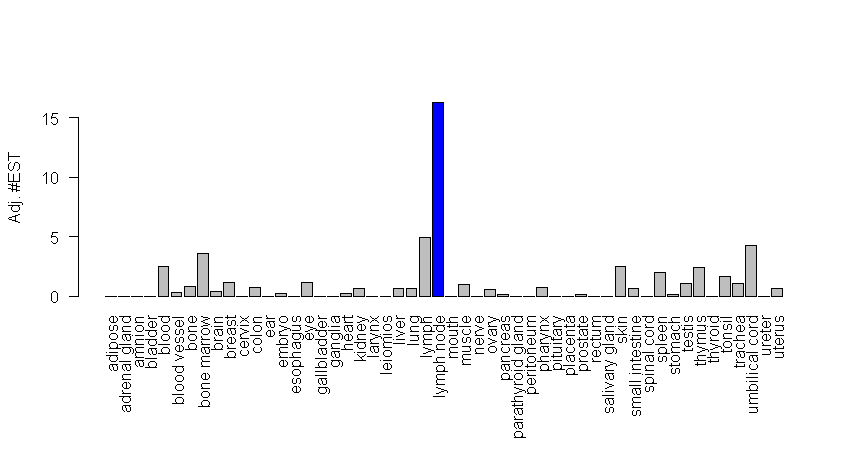 Adj. #EST
15
10
5
0
adipose
adrenal gland
amnion
bladder
blood
blood vessel
bone
bone marrow
brain
breast
cervix
colon
ear
embryo
esophagus
eye
gallbladder
ganglia
heart
kidney
larynx
leiomios
liver
lung
lymph
lymph node
mouth
muscle
nerve
ovary
pancreas
parathyroid gland
peritoneum
pharynx
pituitary
placenta
prostate
rectum
salivary gland
skin
small intestine
spinal cord
spleen
stomach
testis
thymus
thyroid
tonsil
trachea
umbilical cord
ureter
uterus